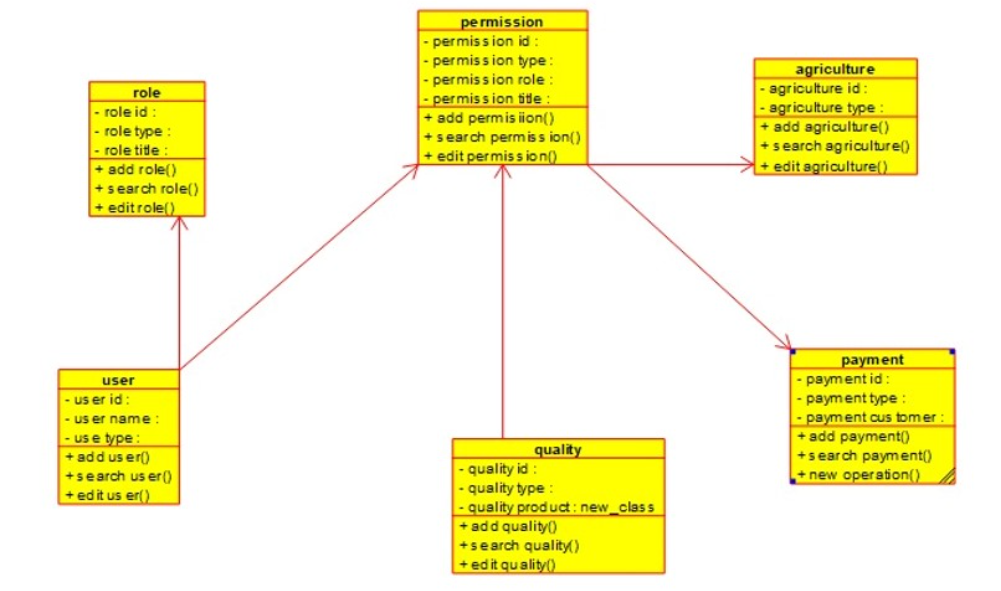 permission
- permission id :
- permission type :
- permission role :
- permission title :
+ add permisiion()
+ search permission()
+ edit permission()
agriculture
- agriculture id :
- agriculture type :
+ add agriculture()
+ search agriculture()
+ edit agriculture()
role
- role id :
- role type :
- role title :
+ add role()
+ search role()
+ edit role()
user
- user id :
- user name :
- use type :
+ add user()
+ search user()
+ edit user()
quality
- quality id :
- quality type :
- quality product : new_class
+ add quality()
+ search quality()
+ edit quality()
payment
- payment id :
- payment type :
- payment customer :
+ add payment()
+ search payment()
+ new operation()